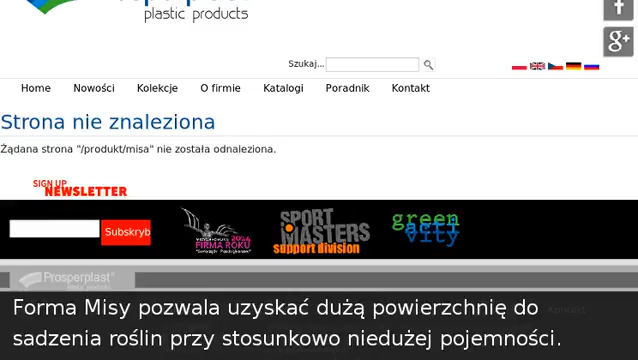 plastic products
Szukaj...
Home Nowości Kolekcje O firmie Katalogi Poradnik Kontakt
Strona nie znaleziona
Żądana strona "/produkt/misa" nie została odnaleziona.
SIGN UP
NEWSLETTER
Subskryb
2014
FIRMA ROKU
SPORT
MASTERS
support division
green
acti
vity
Prosperplast
Kontakt
Forma Misy pozwala uzyskać dużą powierzchnię do
sadzenia roślin przy stosunkowo niedużej pojemności.